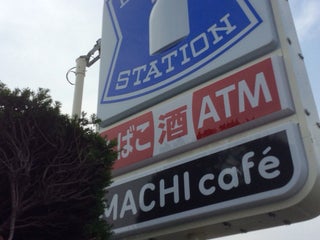 STATION
ばこ 酒 ATM
MACHI café